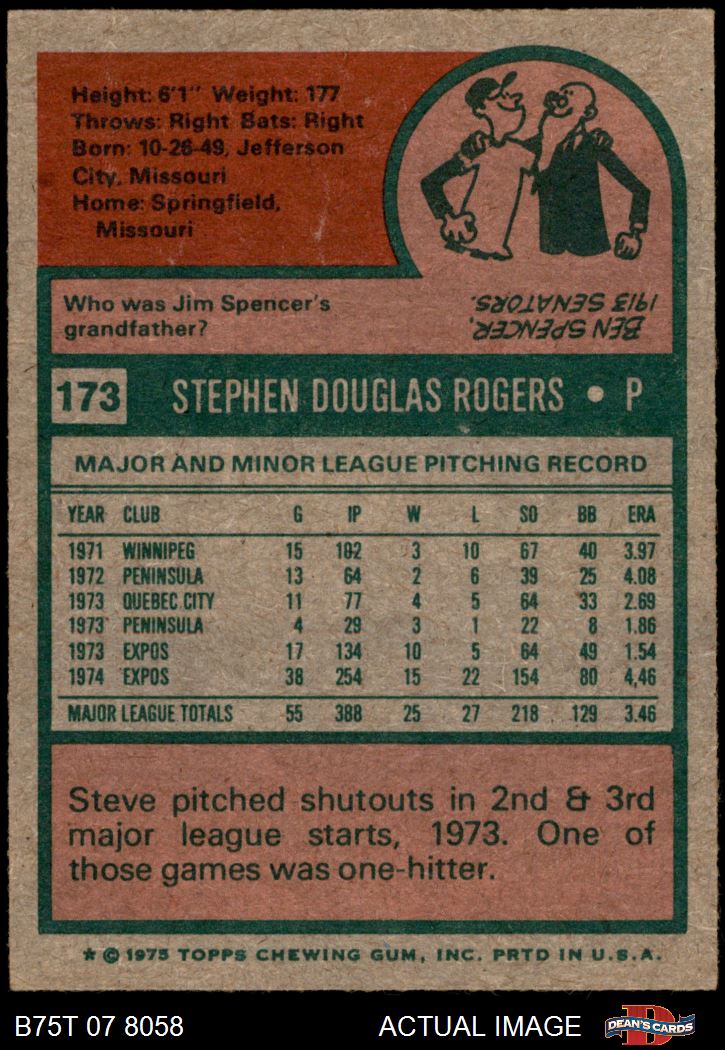 Height: 6'1" Weight: 177
Throws: Right Bats: Right
Born: 10-26-49, Jefferson
City, Missouri
Home: Springfield,
Missouri
Who was Jim Spencer's
grandfather?
BEN SPENCER,
1913 SENATORS.
173 STEPHEN DOUGLAS ROGERS • P
MAJOR AND MINOR LEAGUE PITCHING RECORD
YEAR CLUB G IP W L SO BB ERA
1971 WINNIPEG 15 102 3 10 67 40 3.97
1972 PENINSULA 13 64 2 6 39 25 4.08
1973 QUEBEC CITY 11 77 4 5 64 33 2.69
1973 PENINSULA 4 29 3 1 22 8 1.86
1973 EXPOS 17 134 10 5 64 49 1.54
1974 EXPOS 38 254 15 22 154 80 4,46
MAJOR LEAGUE TOTALS 55 388 25 27 218 129 3.46
Steve pitched shutouts in 2nd & 3rd
major league starts, 1973. One of
those games was one-hitter.
* © 1975 TOPPS CHEWING GUM, INC. PRTD IN U.S.A.
B75T 07 8058 ACTUAL IMAGE D DEAN'S CARDS